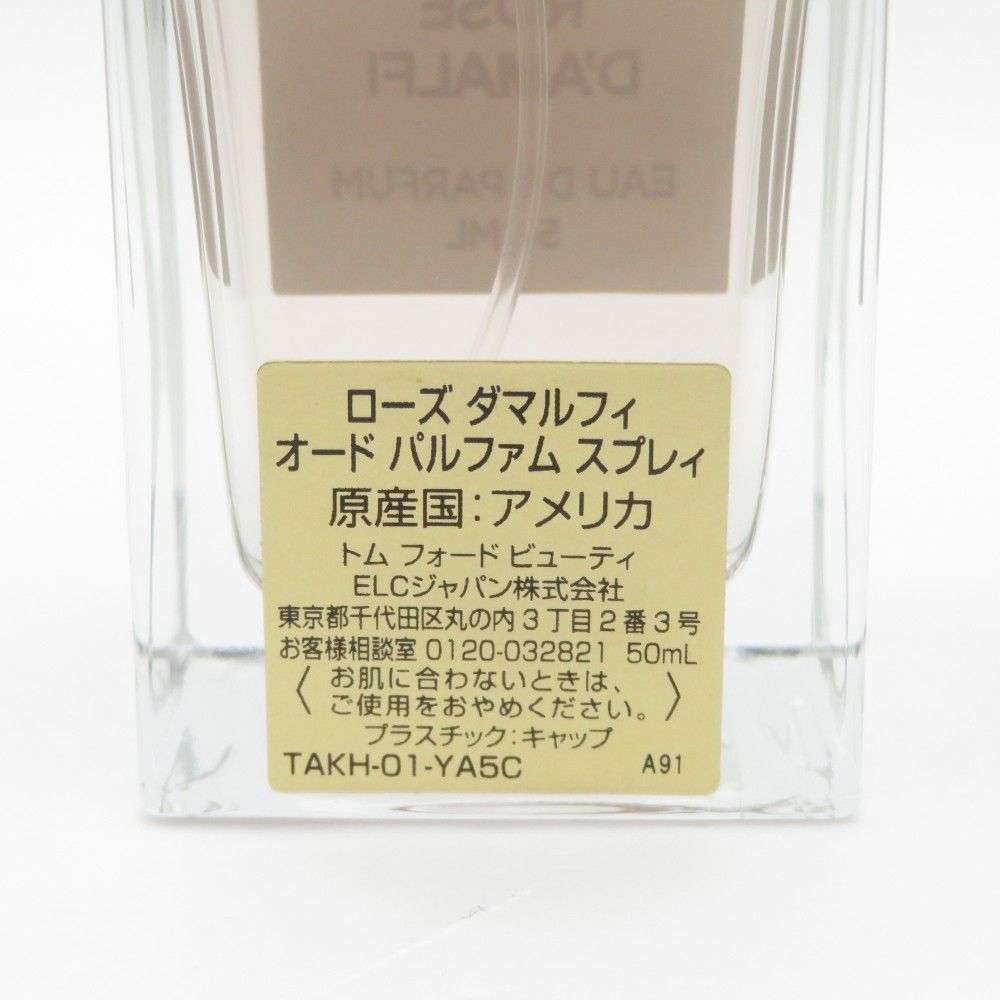 ROSE
D'AMALFI
EAU DE PARFUM
50 ML
ローズ ダマルフィ
オード パルファム スプレィ
原産国：アメリカ
トム フォード ビューティ
ELCジャパン株式会社
東京都千代田区丸の内3丁目2番3号
お客様相談室 0120-032821 50mL
〈お肌に合わないときは、
ご使用をおやめください。〉
プラスチック：キャップ
TAKH-01-YA5C A91